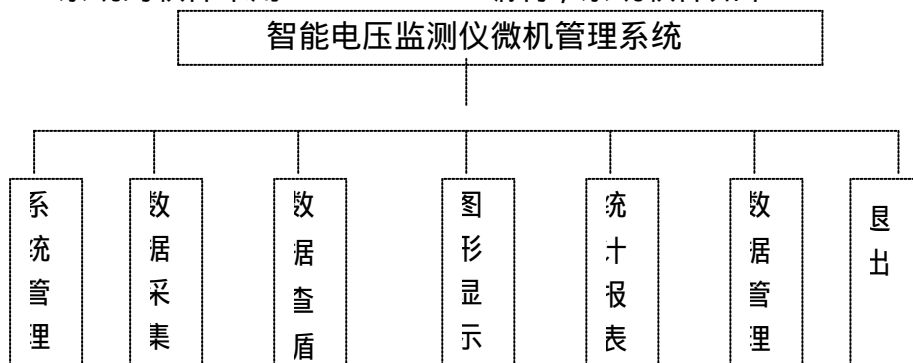 智能电压监测仪微机管理系统
系统管理
数据采集
数据查循
图形显示
统计报表
数据管理
退出